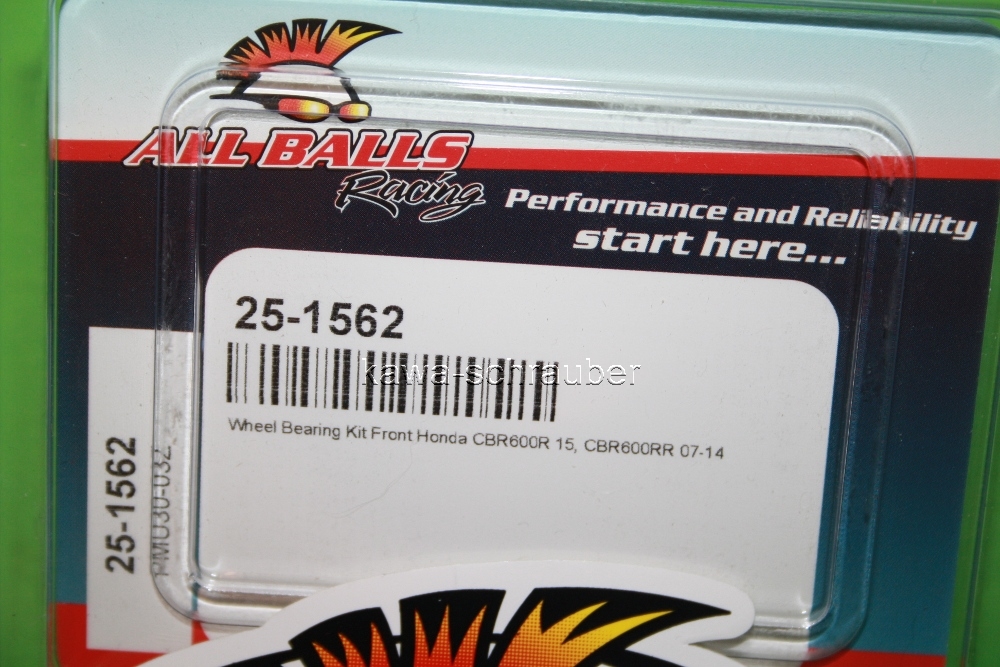 ALL BALLS
Racing
Performance and Reliability
start here...
25-1562
kawa-schrauber
Wheel Bearing Kit Front Honda CBR600R 15, CBR600RR 07-14
25-1562
PMU30-032